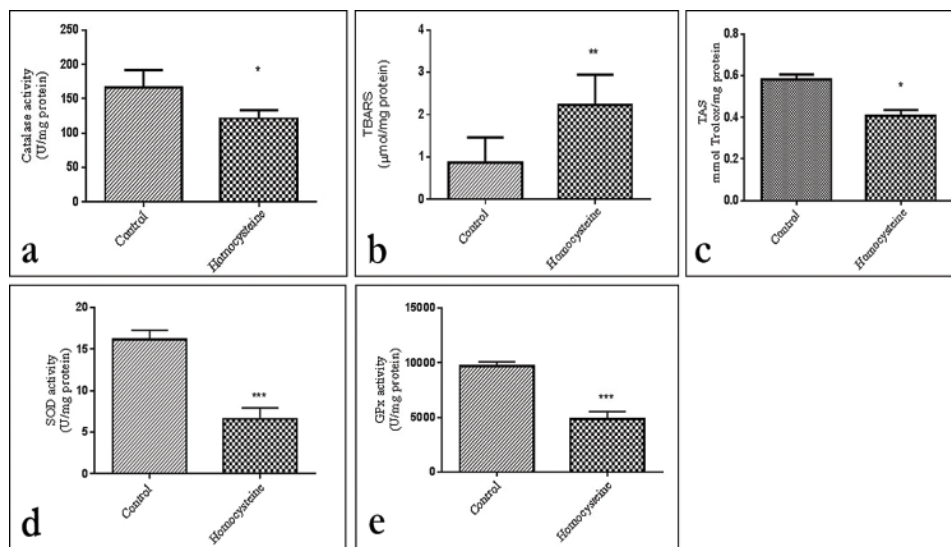 250
200
150
100
50
0
Catalase activity
(U/mg protein)
*
Control
Homocysteine
a
4
3
2
1
0
TBARS
(µmol/mg protein)
**
Control
Homocysteine
b
0.8
0.6
0.4
0.2
0.0
TAS
mmol Trolox/mg protein
*
Control
Homocysteine
c
20
15
10
5
0
SOD activity
(U/mg protein)
***
Control
Homocysteine
d
15000
10000
5000
0
GPx activity
(U/mg protein)
***
Control
Homocysteine
e